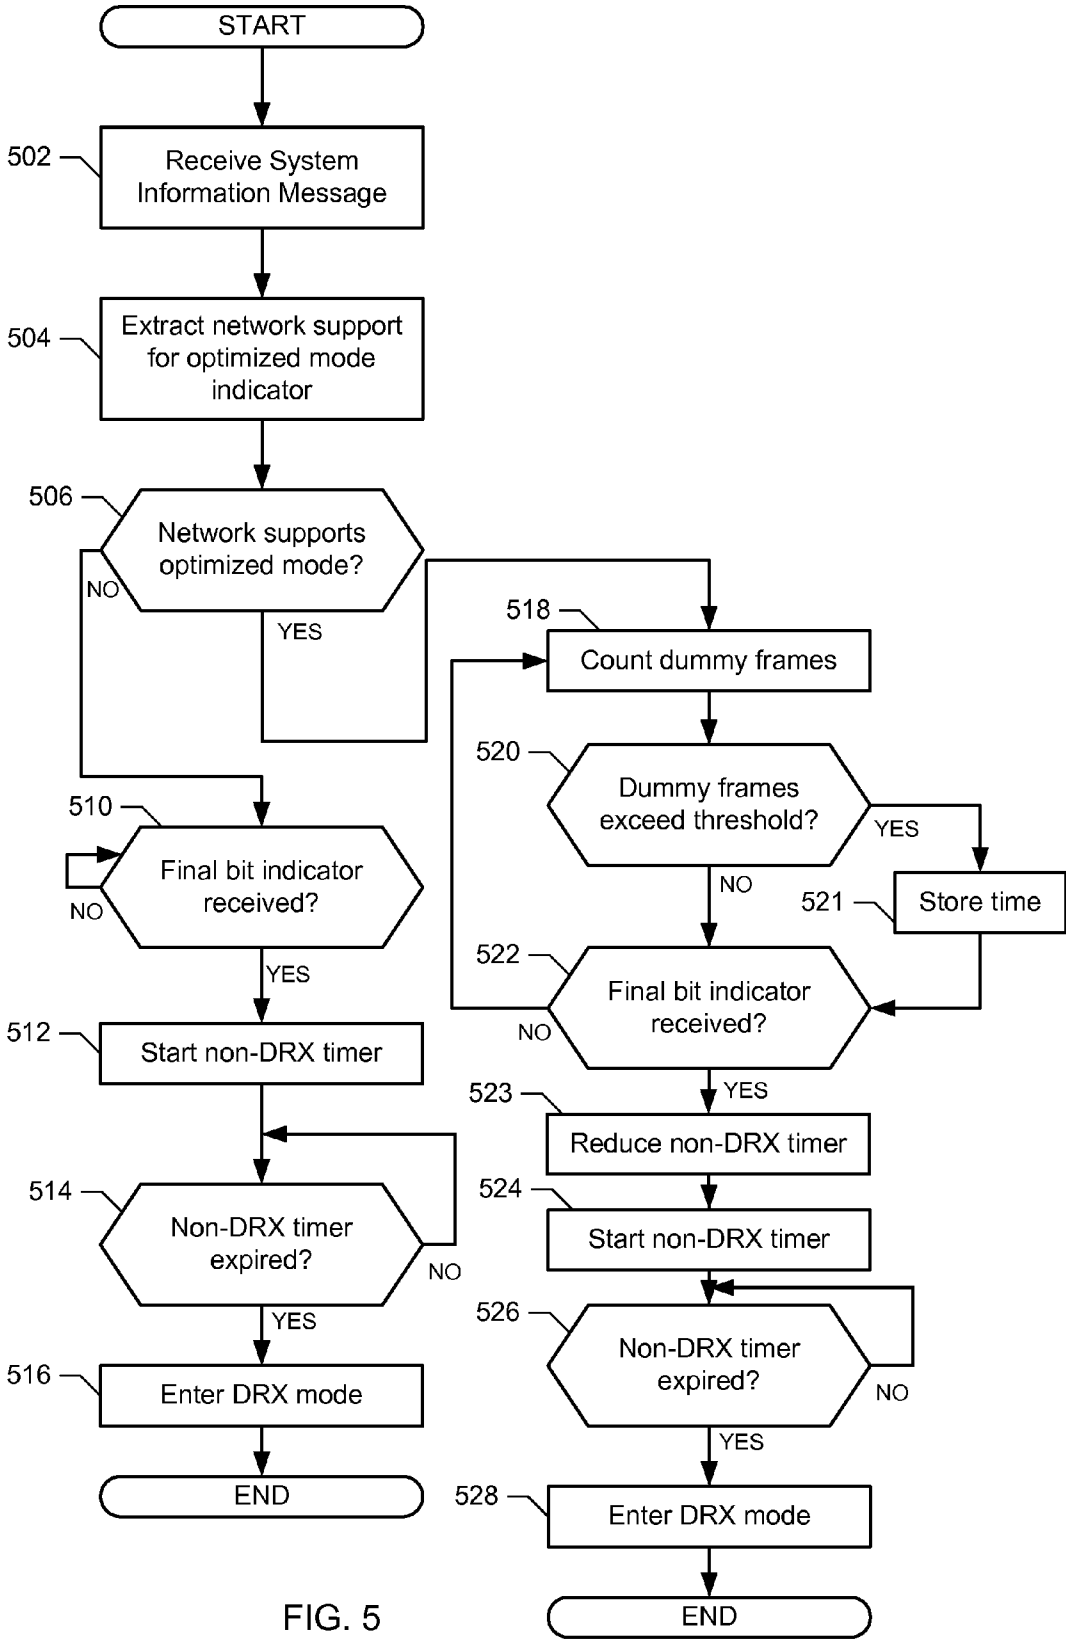 START
502
Receive System
Information Message
504
Extract network support
for optimized mode
indicator
506
Network supports
optimized mode?
NO
YES
510
Final bit indicator
received?
NO
YES
512
Start non-DRX timer
514
Non-DRX timer
expired?
NO
YES
516
Enter DRX mode
END
518
Count dummy frames
520
Dummy frames
exceed threshold?
YES
NO
521
Store time
522
Final bit indicator
received?
NO
YES
523
Reduce non-DRX timer
524
Start non-DRX timer
526
Non-DRX timer
expired?
NO
YES
528
Enter DRX mode
END
FIG. 5